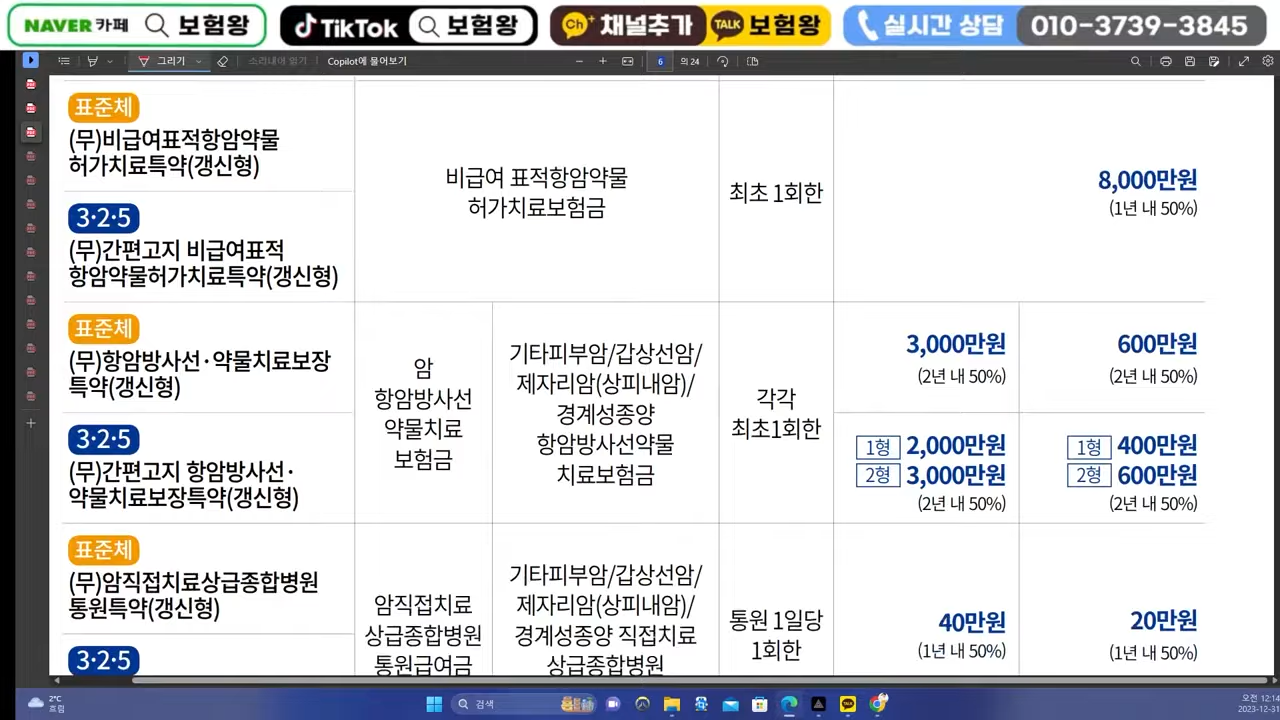 NAVER 카페 보험왕
TikTok 보험왕
Ch+ 채널추가 TALK 보험왕
실시간 상담 010-3739-3845
그리기 소리내어 읽기 Copilot에 물어보기
6 의 24
표준체
(무)비급여표적항암약물
허가치료특약(갱신형)
3·2·5
(무)간편고지 비급여표적
항암약물허가치료특약(갱신형)
비급여 표적항암약물
허가치료보험금
최초 1회한
8,000만원
(1년 내 50%)
표준체
(무)항암방사선·약물치료보장
특약(갱신형)
3·2·5
(무)간편고지 항암방사선·
약물치료보장특약(갱신형)
암
항암방사선
약물치료
보험금
기타피부암/갑상선암/
제자리암(상피내암)/
경계성종양
항암방사선약물
치료보험금
각각
최초1회한
3,000만원
(2년 내 50%)
600만원
(2년 내 50%)
1형 2,000만원
2형 3,000만원
(2년 내 50%)
1형 400만원
2형 600만원
(2년 내 50%)
표준체
(무)암직접치료상급종합병원
통원특약(갱신형)
3·2·5
암직접치료
상급종합병원
통원급여금
기타피부암/갑상선암/
제자리암(상피내암)/
경계성종양 직접치료
상급종합병원
통원 1일당
1회한
40만원
(1년 내 50%)
20만원
(1년 내 50%)
2°C
흐림
검색
TALK
오전 12:14
2023-12-31